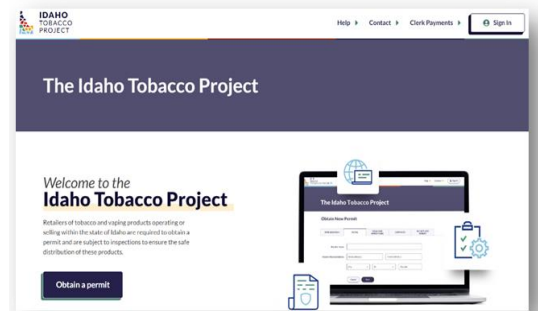 IDAHO
TOBACCO
PROJECT
Help
Contact
Clerk Payments
Sign In
The Idaho Tobacco Project
Welcome to the
Idaho Tobacco Project
Retailers of tobacco and vaping products operating or
selling within the state of Idaho are required to obtain a
permit and are subject to inspections to ensure the safe
distribution of these products.
Obtain a permit
The Idaho Tobacco Project
Obtain New Permit